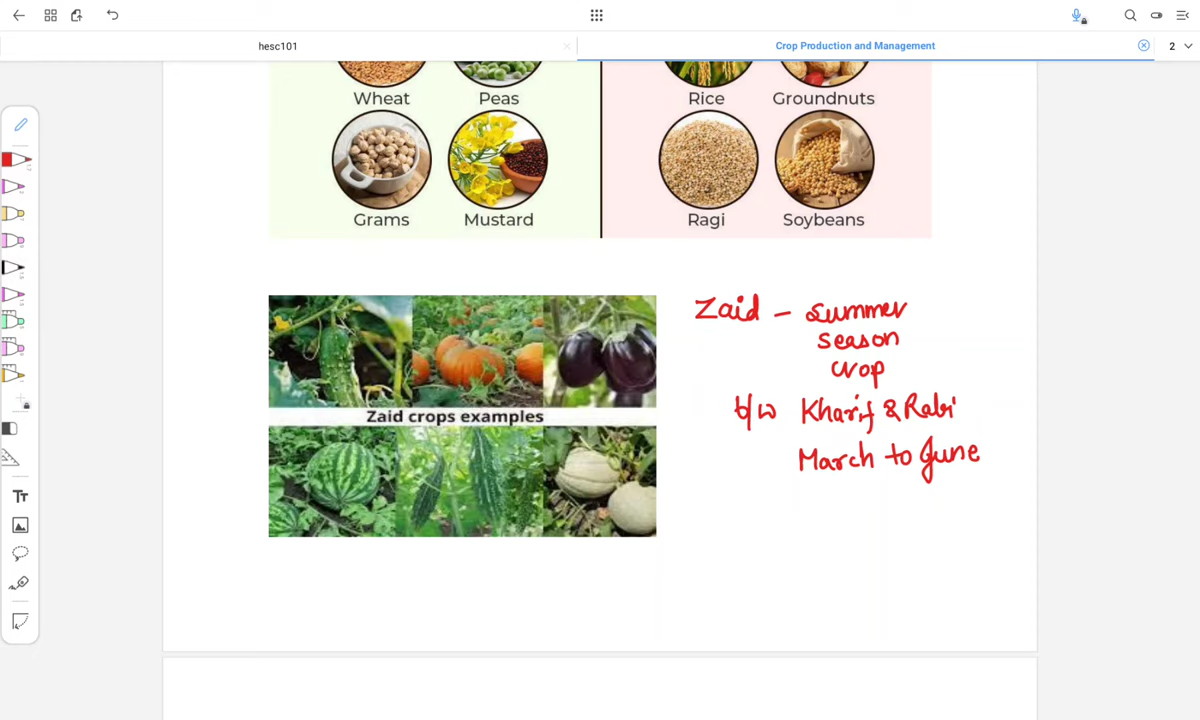 hesc101
Crop Production and Management
2
Wheat
Peas
Rice
Groundnuts
Grams
Mustard
Ragi
Soybeans
Zaid crops examples
Zaid - summer
season
crop
b/w Kharif & Rabi
March to June
Tт